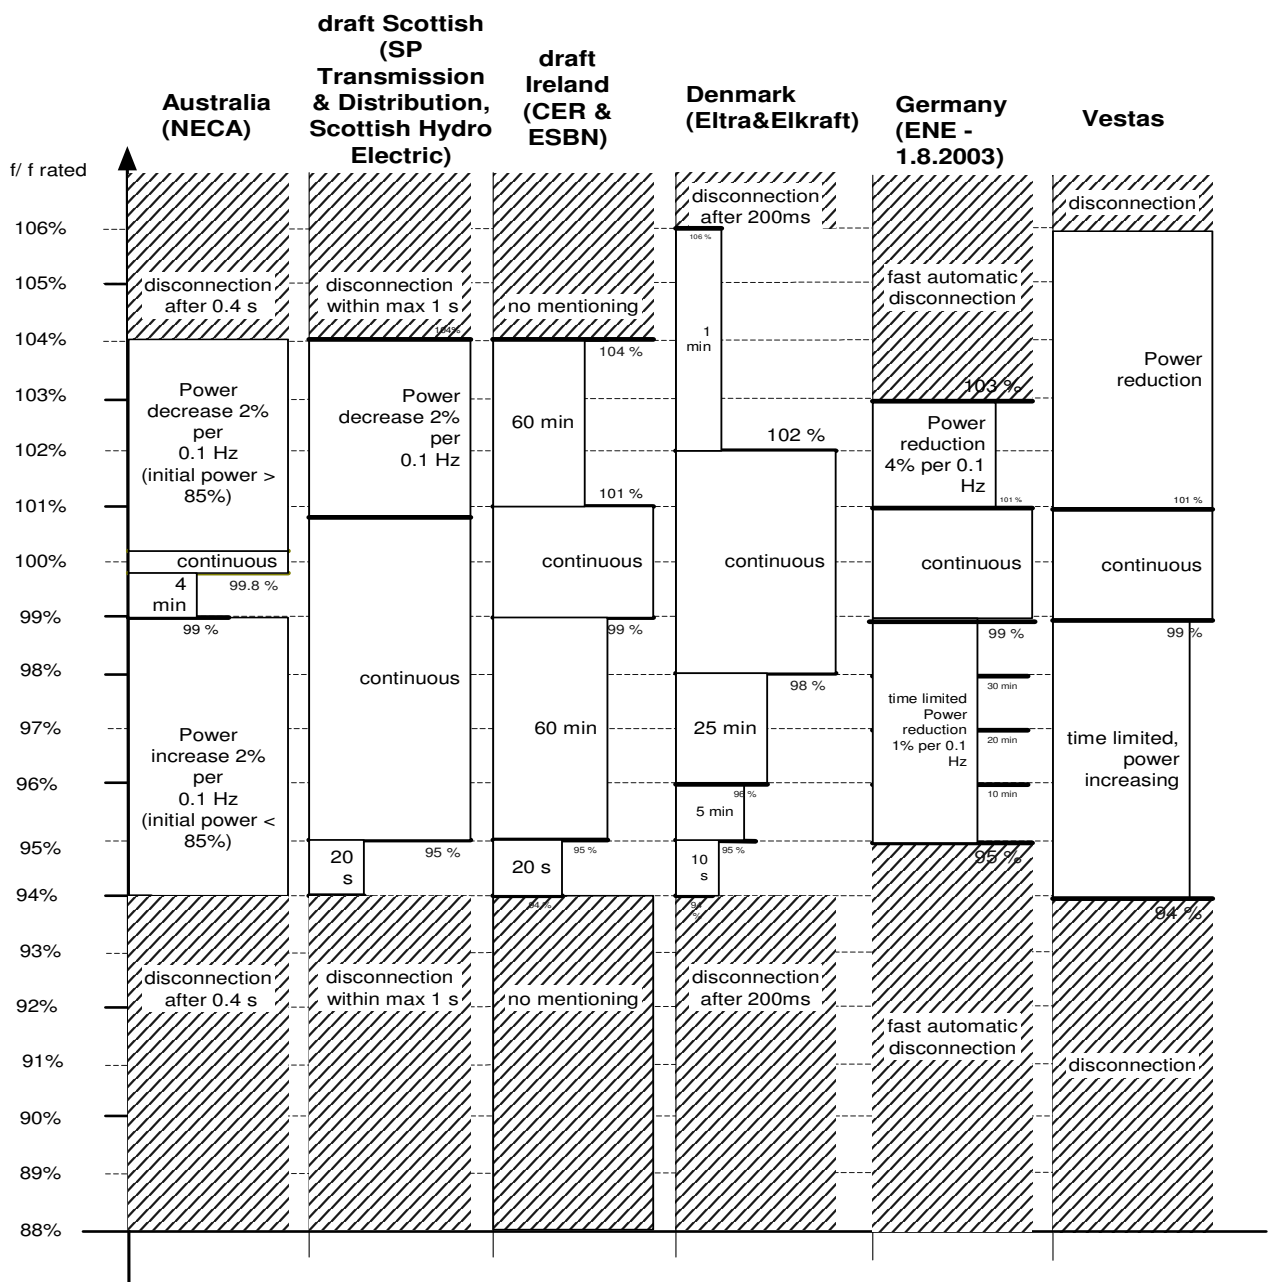 draft Scottish
(SP
Transmission
& Distribution,
Scottish Hydro
Electric)
draft
Ireland
(CER &
ESBN)
Australia
(NECA)
Denmark
(Eltra&Elkraft)
Germany
(ENE -
1.8.2003)
Vestas
f/ f rated
106%
105%
104%
103%
102%
101%
100%
99%
98%
97%
96%
95%
94%
93%
92%
91%
90%
89%
88%
disconnection
after 0.4 s
Power
decrease 2%
per
0.1 Hz
(initial power >
85%)
continuous
4
min
99.8 %
99 %
Power
increase 2%
per
0.1 Hz
(initial power <
85%)
disconnection
after 0.4 s
disconnection
within max 1 s
104%
Power
decrease 2%
per
0.1 Hz
continuous
20
s
95 %
disconnection
within max 1 s
no mentioning
104 %
60 min
101 %
continuous
99 %
60 min
95 %
20 s
94 %
no mentioning
disconnection
after 200ms
106 %
1
min
102 %
continuous
98 %
25 min
96 %
5 min
95 %
10
s
94
%
disconnection
after 200ms
fast automatic
disconnection
103 %
Power
reduction
4% per 0.1
Hz
101 %
continuous
99 %
time limited
Power
reduction
1% per 0.1
Hz
30 min
20 min
10 min
95 %
fast automatic
disconnection
disconnection
Power
reduction
101 %
continuous
99 %
time limited,
power
increasing
94 %
disconnection